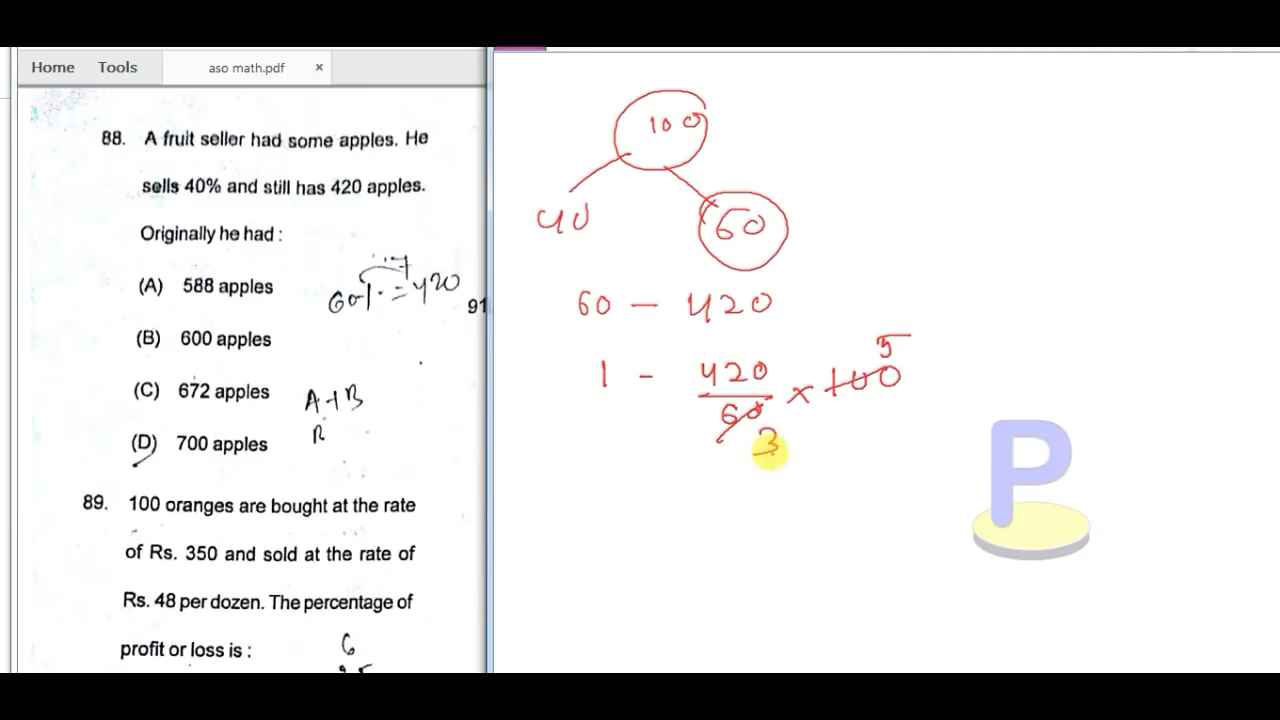 Home Tools aso math.pdf ×
88. A fruit seller had some apples. He
sells 40% and still has 420 apples.
Originally he had :
(A) 588 apples
60% = 420
91
(B) 600 apples
(C) 672 apples
A+B
(D) 700 apples
89. 100 oranges are bought at the rate
of Rs. 350 and sold at the rate of
Rs. 48 per dozen. The percentage of
profit or loss is :
6
100
40 60
60 - 420
1 - 420
60 × 100
5
3
P